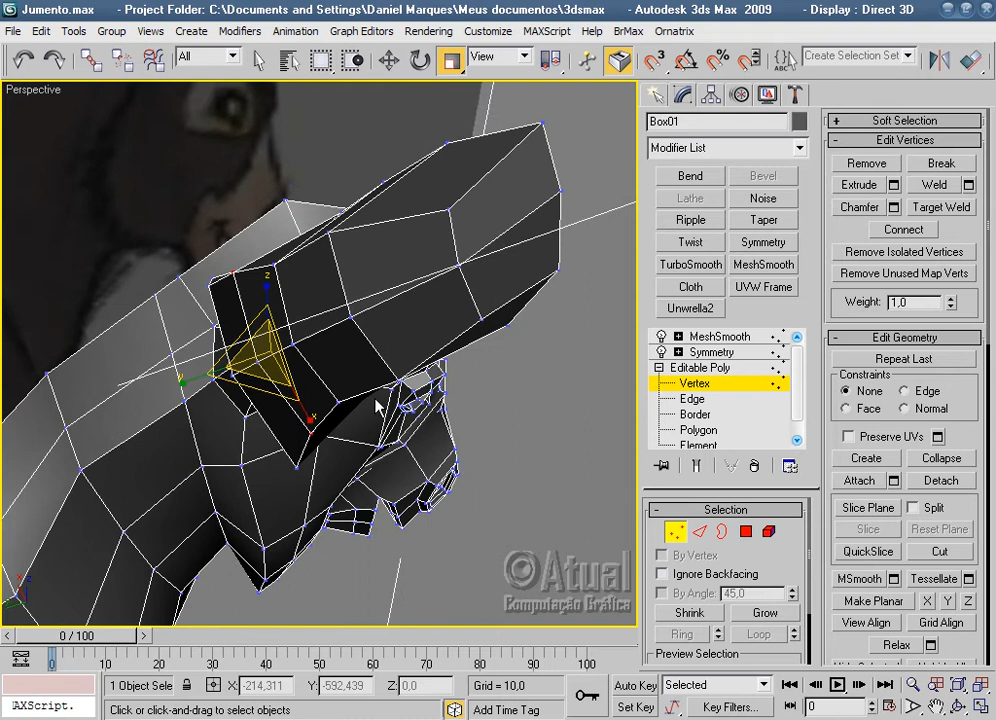 Jumento.max - Project Folder: C:\Documents and Settings\Daniel Marques\Meus documentos\3dsmax - Autodesk 3ds Max 2009 - Display : Direct 3D
File Edit Tools Group Views Create Modifiers Animation Graph Editors Rendering Customize MAXScript Help BrMax Ornatrix
All View Create Selection Set
Perspective
Box01
Modifier List
Bend Bevel
Lathe Noise
Ripple Taper
Twist Symmetry
TurboSmooth MeshSmooth
Cloth UVW Frame
Unwrella2
MeshSmooth
Symmetry
Editable Poly
Vertex
Edge
Border
Polygon
Element
- Selection
By Vertex
Ignore Backfacing
By Angle: 45,0
Shrink Grow
Ring Loop
Preview Selection
+ Soft Selection
- Edit Vertices
Remove Break
Extrude Weld
Chamfer Target Weld
Connect
Remove Isolated Vertices
Remove Unused Map Verts
Weight: 1,0
- Edit Geometry
Repeat Last
Constraints
None Edge
Face Normal
Preserve UVs
Create Collapse
Attach Detach
Slice Plane Split
Slice Reset Plane
QuickSlice Cut
MSmooth Tessellate
Make Planar X Y Z
View Align Grid Align
Relax
©Atual
Computação Gráfica
z
y
x
< 0 / 100 >
0 10 20 30 40 50 60 70 80 90 100
1 Object Sele X: -214,311 Y: -592,439 Z: 0,0 Grid = 10,0 Auto Key Selected
AXScript. Click or click-and-drag to select objects Add Time Tag Set Key Key Filters... 0